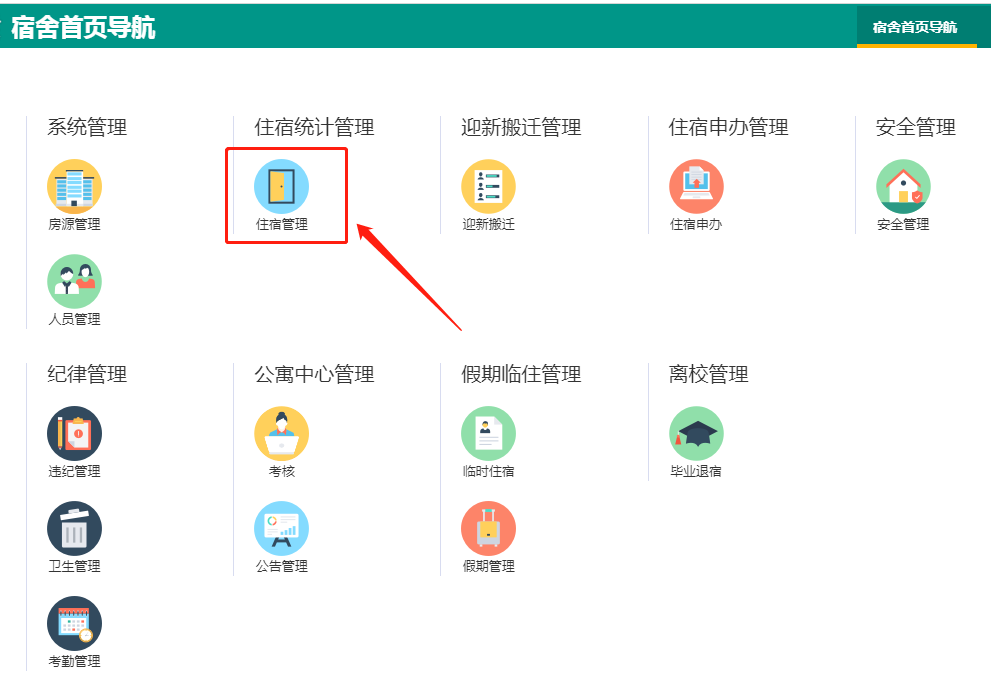 宿舍首页导航
宿舍首页导航
系统管理
住宿统计管理
迎新搬迁管理
住宿申办管理
安全管理
房源管理
住宿管理
迎新搬迁
住宿申办
安全管理
人员管理
纪律管理
公寓中心管理
假期临住管理
离校管理
违纪管理
考核
临时住宿
毕业退宿
卫生管理
公告管理
假期管理
考勤管理